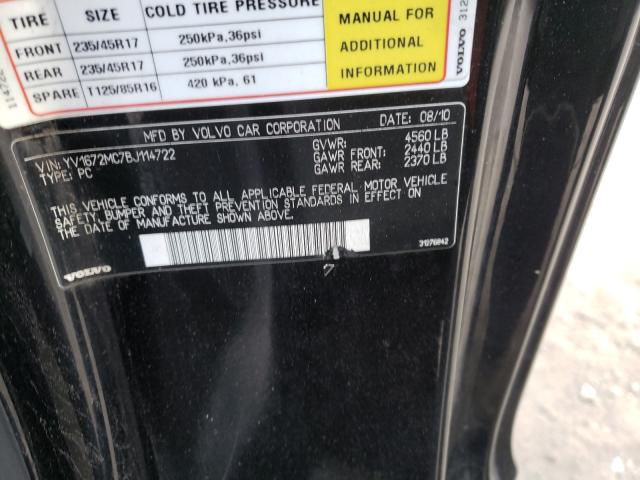 TIRE SIZE COLD TIRE PRESSURE
FRONT 235/45R17 250kPa,36psi
REAR 235/45R17 250kPa,36psi
SPARE T125/85R16 420 kPa, 61
MANUAL FOR
ADDITIONAL
INFORMATION
VOLVO 312
MFD BY VOLVO CAR CORPORATION DATE: 08/10
VIN: YV1672MC7BJ114722
TYPE: PC
GVWR: 4560 LB
GAWR FRONT: 2440 LB
GAWR REAR: 2370 LB
THIS VEHICLE CONFORMS TO ALL APPLICABLE FEDERAL MOTOR VEHICLE
SAFETY, BUMPER AND THEFT PREVENTION STANDARDS IN EFFECT ON
THE DATE OF MANUFACTURE SHOWN ABOVE.
31276842
VOLVO